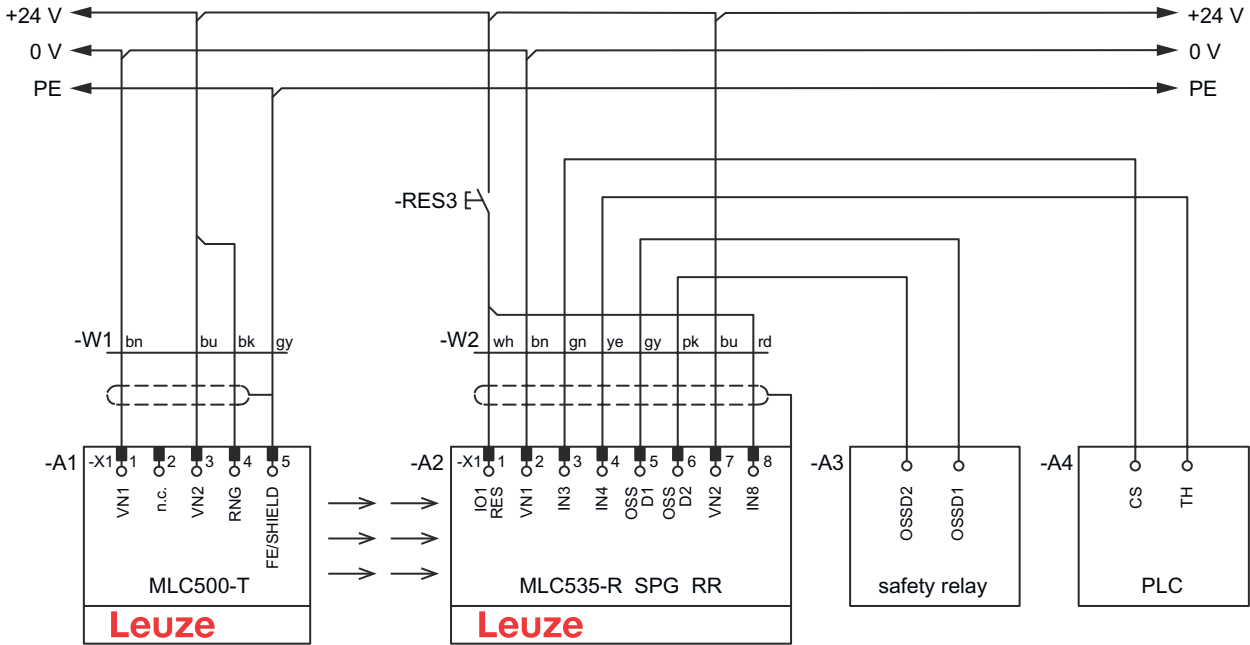 +24 V +24 V
0 V 0 V
PE PE
-RES3
-W1 bn bu bk gy -W2 wh bn gn ye gy pk bu rd
-A1 -X1 1 2 3 4 5 -A2 -X1 1 2 3 4 5 6 7 8 -A3 -A4
VN1 n.c. VN2 RNG FE/SHIELD
IO1 RES VN1 IN3 IN4 OSS D1 OSS D2 VN2 IN8
OSSD2 OSSD1
CS TH
MLC500-T MLC535-R SPG RR safety relay PLC
Leuze Leuze